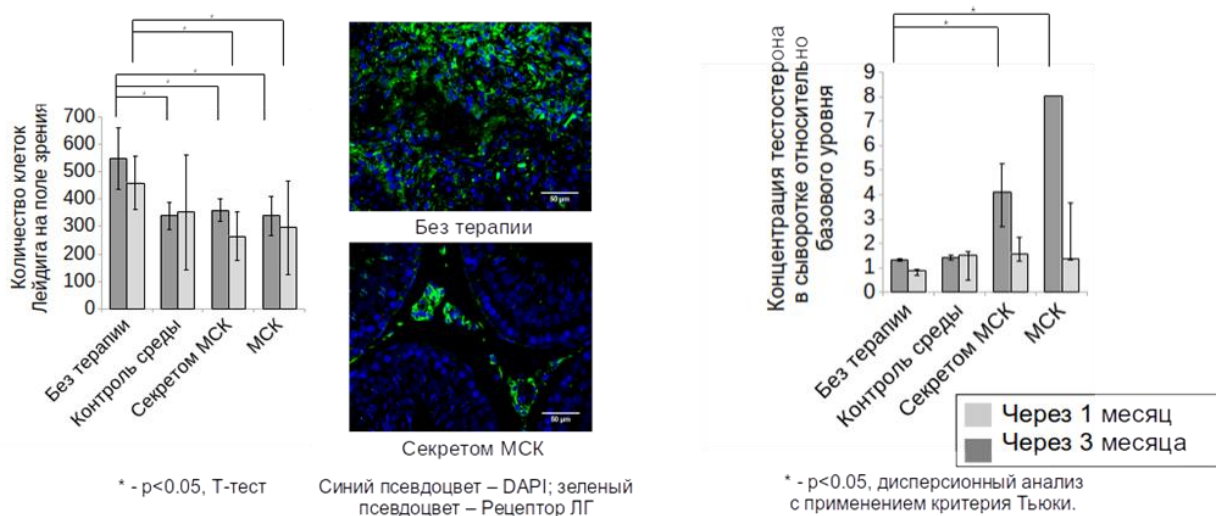 Количество клеток
Лейдига на поле зрения
700
600
500
400
300
200
100
0
* * * * *
Без терапии
Контроль среды
Секретом МСК
МСК
* - p<0.05, Т-тест
50 µm
Без терапии
50 µm
Секретом МСК
Синий псевдоцвет – DAPI; зеленый
псевдоцвет – Рецептор ЛГ
Концентрация тестостерона
в сыворотке относительно
базового уровня
9
8
7
6
5
4
3
2
1
0
*
*
Без терапии
Контроль среды
Секретом МСК
МСК
Через 1 месяц
Через 3 месяца
* - p<0.05, дисперсионный анализ
с применением критерия Тьюки.